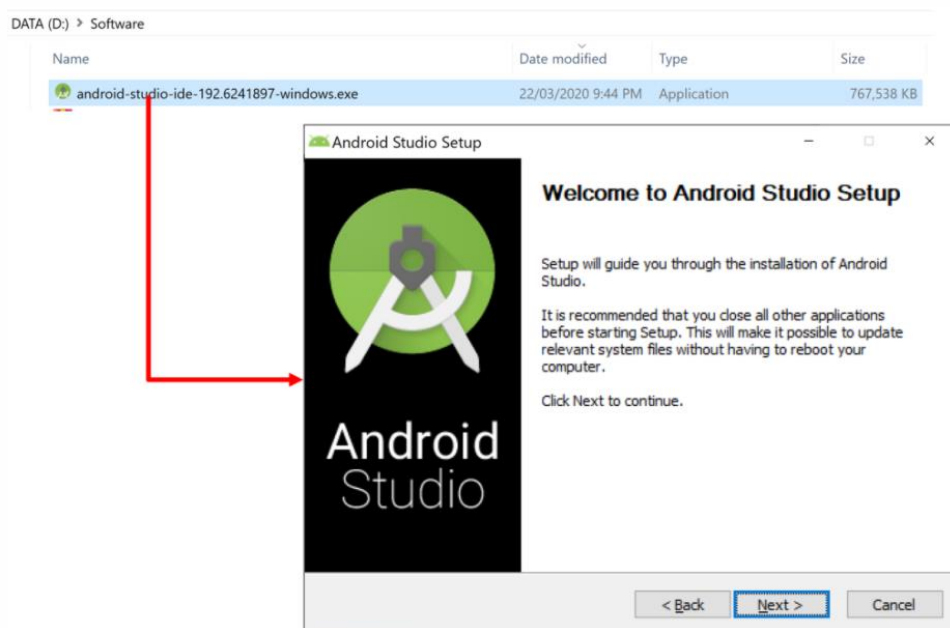 DATA (D:) > Software
Name Date modified Type Size
android-studio-ide-192.6241897-windows.exe 22/03/2020 9:44 PM Application 767,538 KB
Android Studio Setup
Welcome to Android Studio Setup
Setup will guide you through the installation of Android
Studio.
It is recommended that you close all other applications
before starting Setup. This will make it possible to update
relevant system files without having to reboot your
computer.
Click Next to continue.
Android
Studio
< Back Next > Cancel